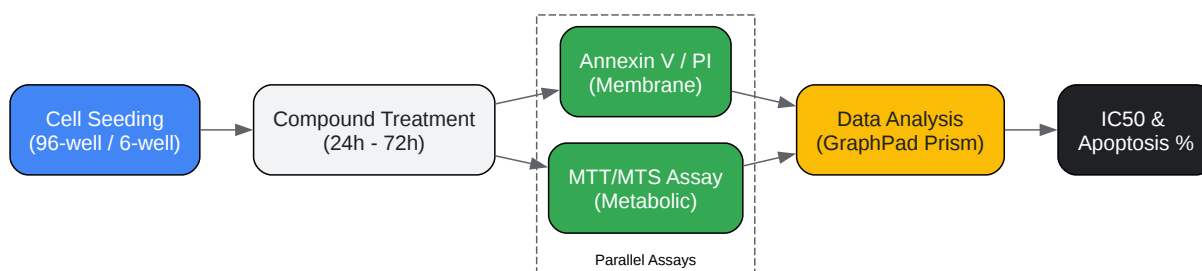 Cell Seeding
(96-well / 6-well)
Compound Treatment
(24h - 72h)
Annexin V / PI
(Membrane)
MTT/MTS Assay
(Metabolic)
Parallel Assays
Data Analysis
(GraphPad Prism)
IC50 &
Apoptosis %